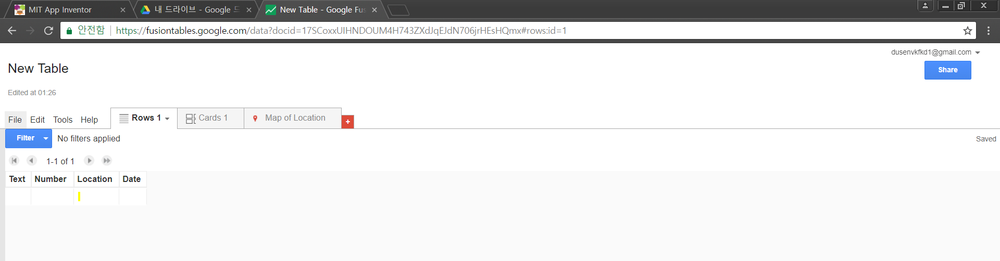 MIT App Inventor
내 드라이브 - Google 드
New Table - Google Fus
안전함
https://fusiontables.google.com/data?docid=17SCoxxUIHNDOUM4H743ZXdJqEJdN706jrHEsHQmx#rows:id=1
dusenvkfkd1@gmail.com
New Table
Share
Edited at 01:26
File Edit Tools Help Rows 1 Cards 1 Map of Location +
Filter No filters applied Saved
1-1 of 1
Text Number Location Date